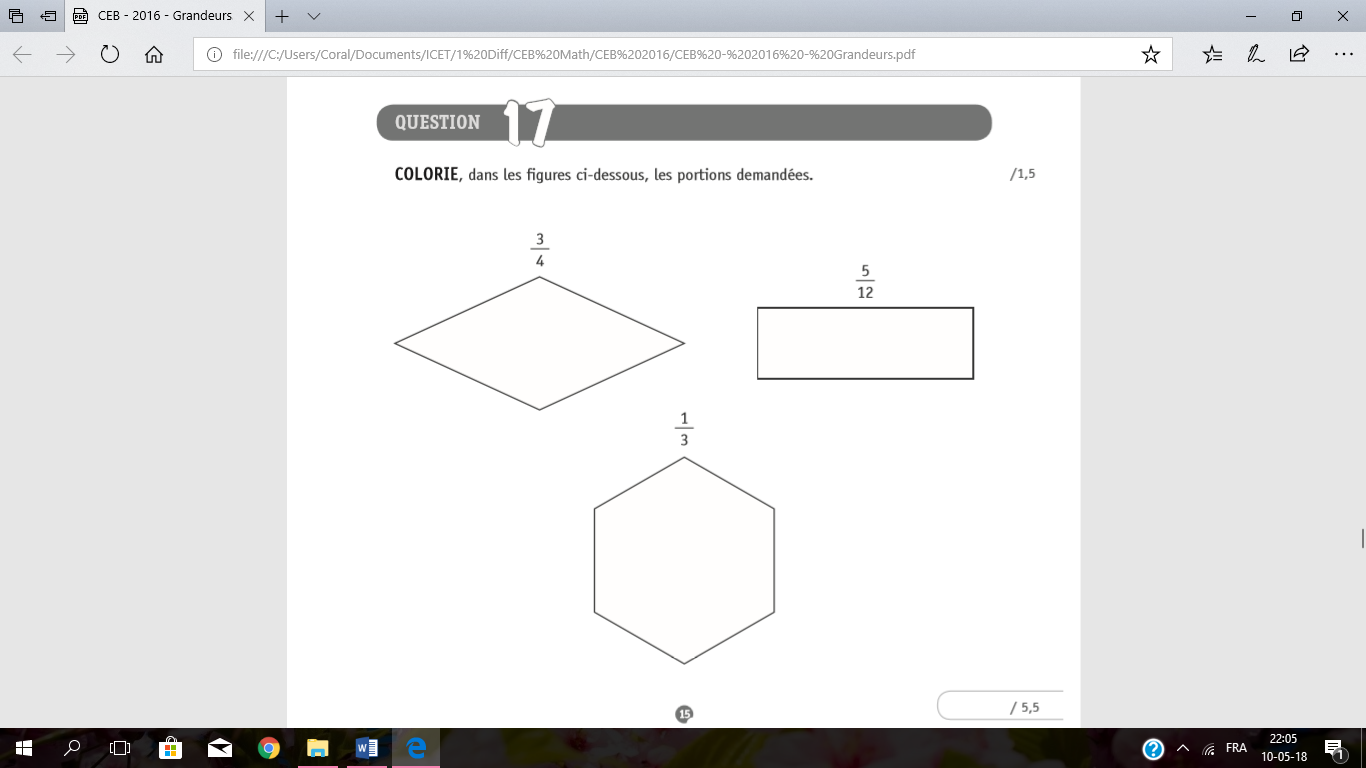 CEB - 2016 - Grandeurs
file:///C:/Users/Coral/Documents/ICET/1%20Diff/CEB%20Math/CEB%202016/CEB%20-%202016%20-%20Grandeurs.pdf
QUESTION 17
COLORIE, dans les figures ci-dessous, les portions demandées. /1,5
3
4
5
12
1
3
15
/ 5,5
FRA
22:05
10-05-18
1